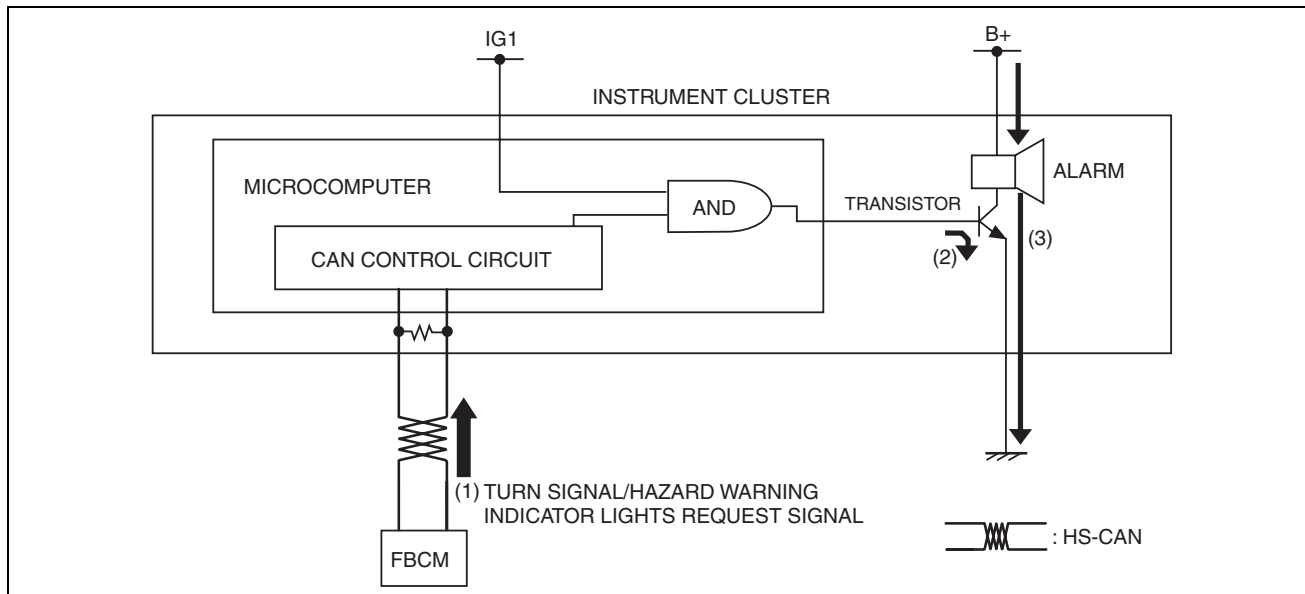 IG1
B+
INSTRUMENT CLUSTER
MICROCOMPUTER
ALARM
AND
TRANSISTOR
CAN CONTROL CIRCUIT
(2)
(3)
(1) TURN SIGNAL/HAZARD WARNING
INDICATOR LIGHTS REQUEST SIGNAL
: HS-CAN
FBCM